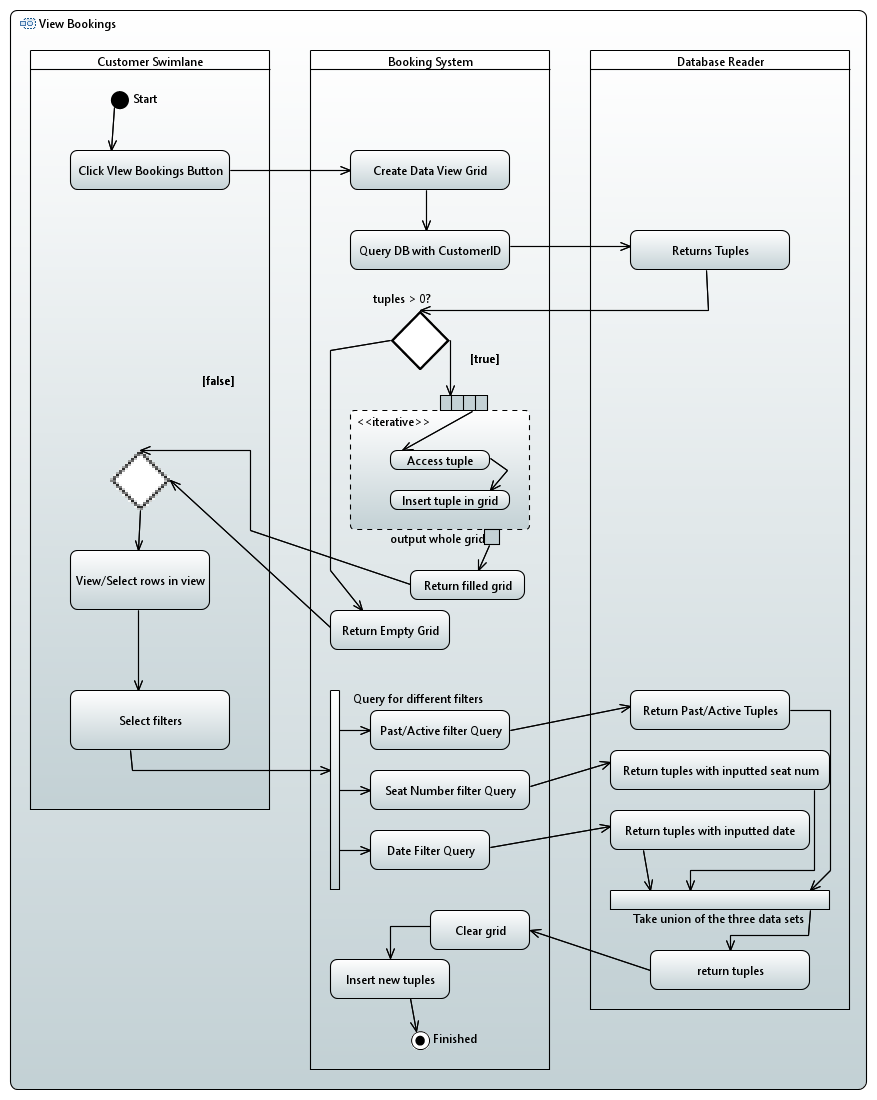 View Bookings
Customer Swimlane
Booking System
Database Reader
Start
Click VIew Bookings Button
Create Data View Grid
Query DB with CustomerID
Returns Tuples
tuples > 0?
[true]
[false]
<<iterative>>
Access tuple
Insert tuple in grid
output whole grid
View/Select rows in view
Return filled grid
Return Empty Grid
Select filters
Query for different filters
Past/Active filter Query
Return Past/Active Tuples
Seat Number filter Query
Return tuples with inputted seat num
Date Filter Query
Return tuples with inputted date
Take union of the three data sets
Clear grid
return tuples
Insert new tuples
Finished